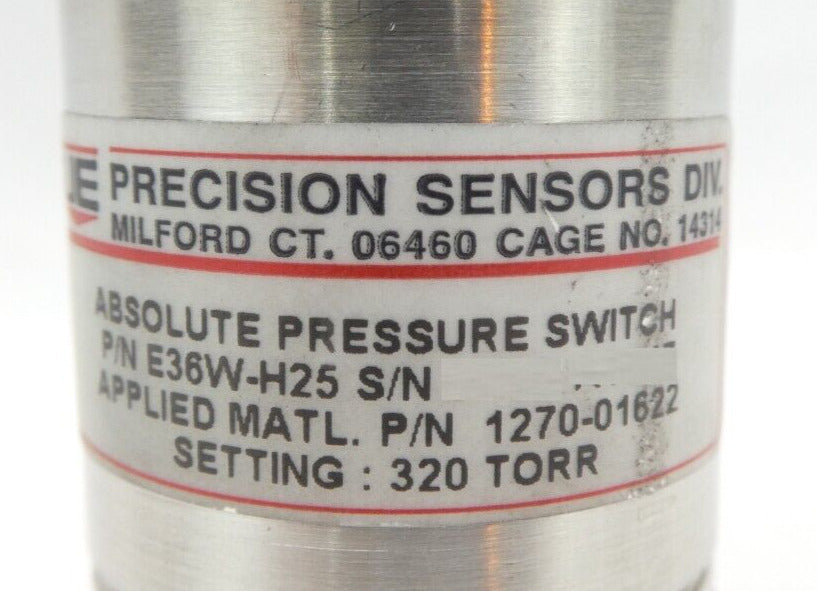 UE PRECISION SENSORS DIV.
MILFORD CT. 06460 CAGE NO. 14314
ABSOLUTE PRESSURE SWITCH
P/N E36W-H25 S/N
APPLIED MATL. P/N 1270-01622
SETTING : 320 TORR